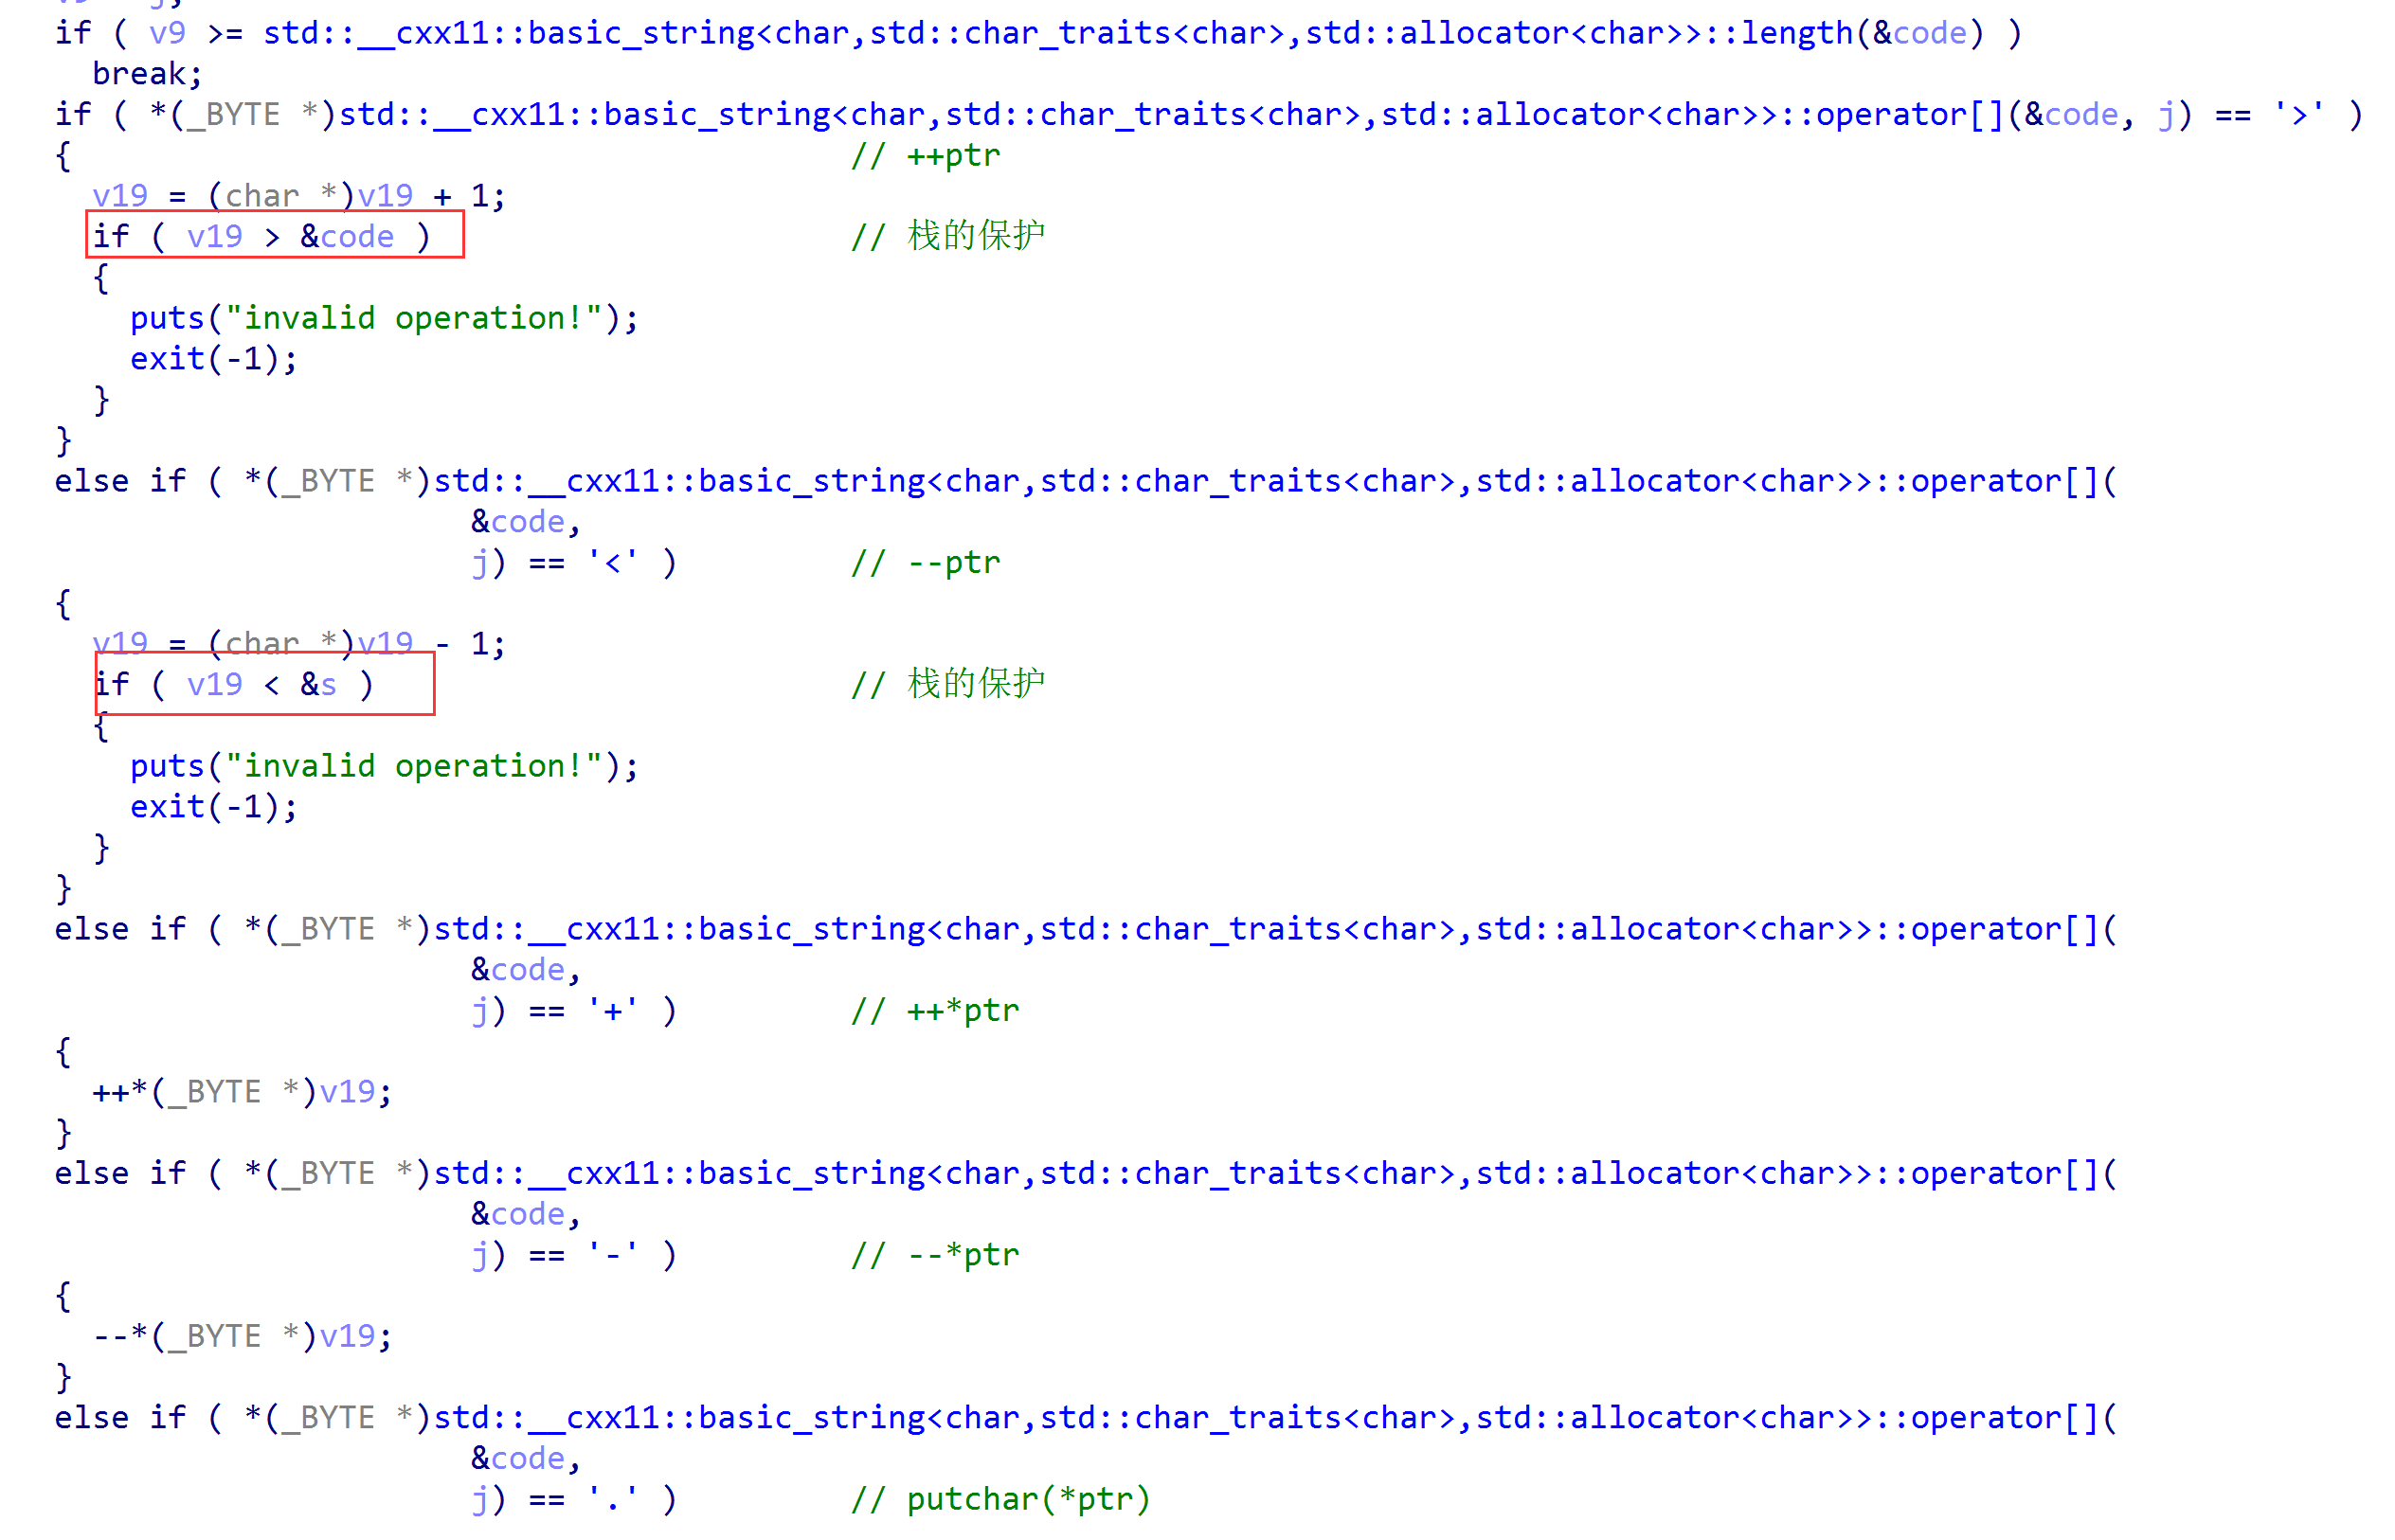 if ( v9 >= std::__cxx11::basic_string<char,std::char_traits<char>,std::allocator<char>>::length(&code) )
break;
if ( *(_BYTE *)std::__cxx11::basic_string<char,std::char_traits<char>,std::allocator<char>>::operator[](&code, j) == '>' )
{ // ++ptr
v19 = (char *)v19 + 1;
if ( v19 > &code ) // 栈的保护
{
puts("invalid operation!");
exit(-1);
}
}
else if ( *(_BYTE *)std::__cxx11::basic_string<char,std::char_traits<char>,std::allocator<char>>::operator[](
&code,
j) == '<' ) // --ptr
{
v19 = (char *)v19 - 1;
if ( v19 < &s ) // 栈的保护
{
puts("invalid operation!");
exit(-1);
}
}
else if ( *(_BYTE *)std::__cxx11::basic_string<char,std::char_traits<char>,std::allocator<char>>::operator[](
&code,
j) == '+' ) // ++*ptr
{
++*(_BYTE *)v19;
}
else if ( *(_BYTE *)std::__cxx11::basic_string<char,std::char_traits<char>,std::allocator<char>>::operator[](
&code,
j) == '-' ) // --*ptr
{
--*(_BYTE *)v19;
}
else if ( *(_BYTE *)std::__cxx11::basic_string<char,std::char_traits<char>,std::allocator<char>>::operator[](
&code,
j) == '.' ) // putchar(*ptr)